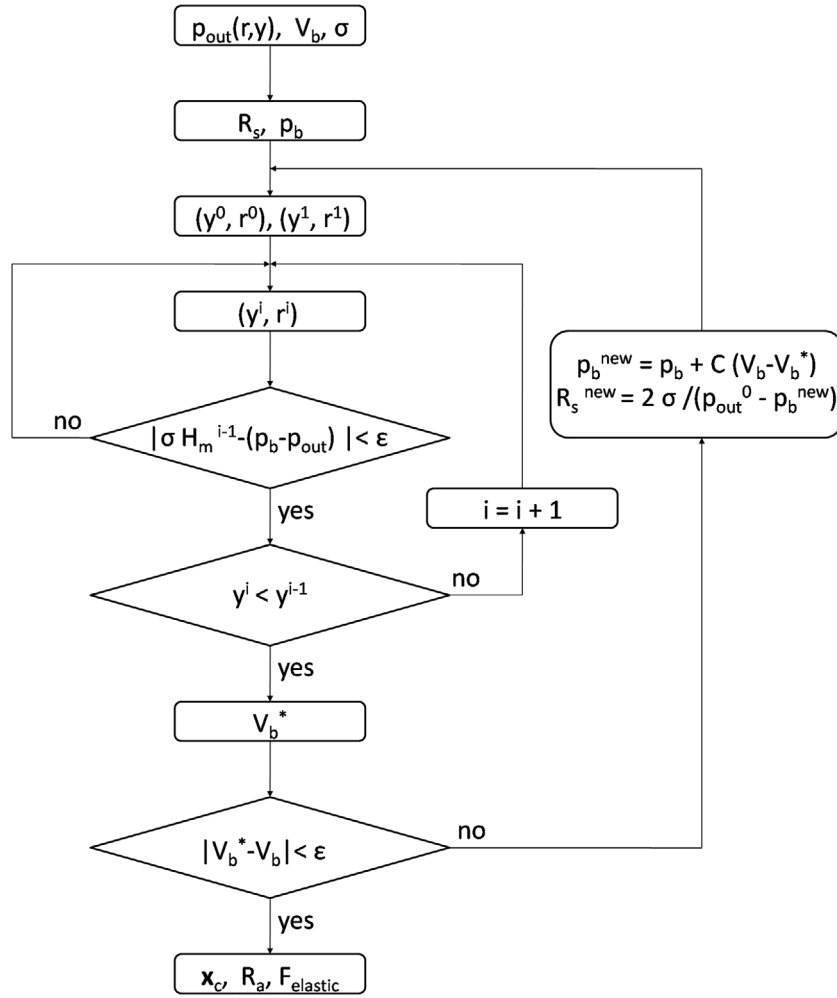 p_out(r,y), V_b, σ
R_s, p_b
(y^0, r^0), (y^1, r^1)
(y^i, r^i)
p_b^new = p_b + C (V_b-V_b^*)
R_s^new = 2 σ /(p_out^0 - p_b^new)
no
|σ H_m^i-1-(p_b-p_out) |< ε
yes
i = i + 1
no
y^i < y^i-1
yes
V_b^*
no
|V_b^*-V_b|< ε
yes
x_c, R_a, F_elastic